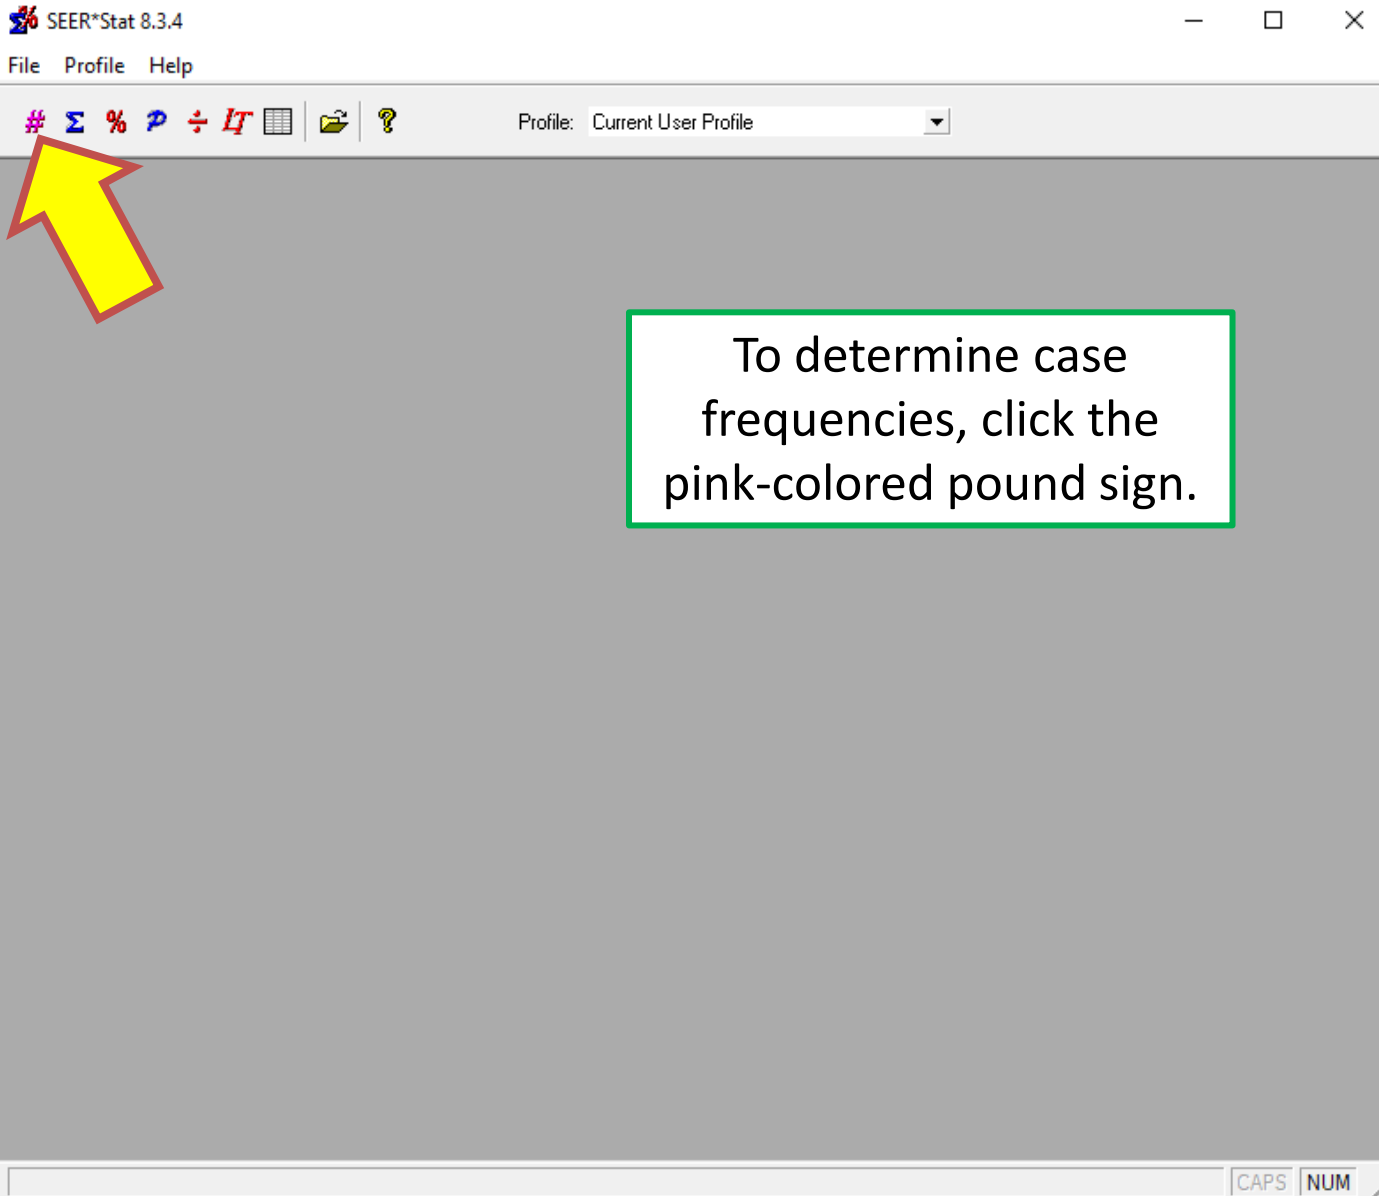 SEER*Stat 8.3.4
File Profile Help
# Σ % P ÷ LT ? Profile: Current User Profile
To determine case
frequencies, click the
pink-colored pound sign.
CAPS NUM